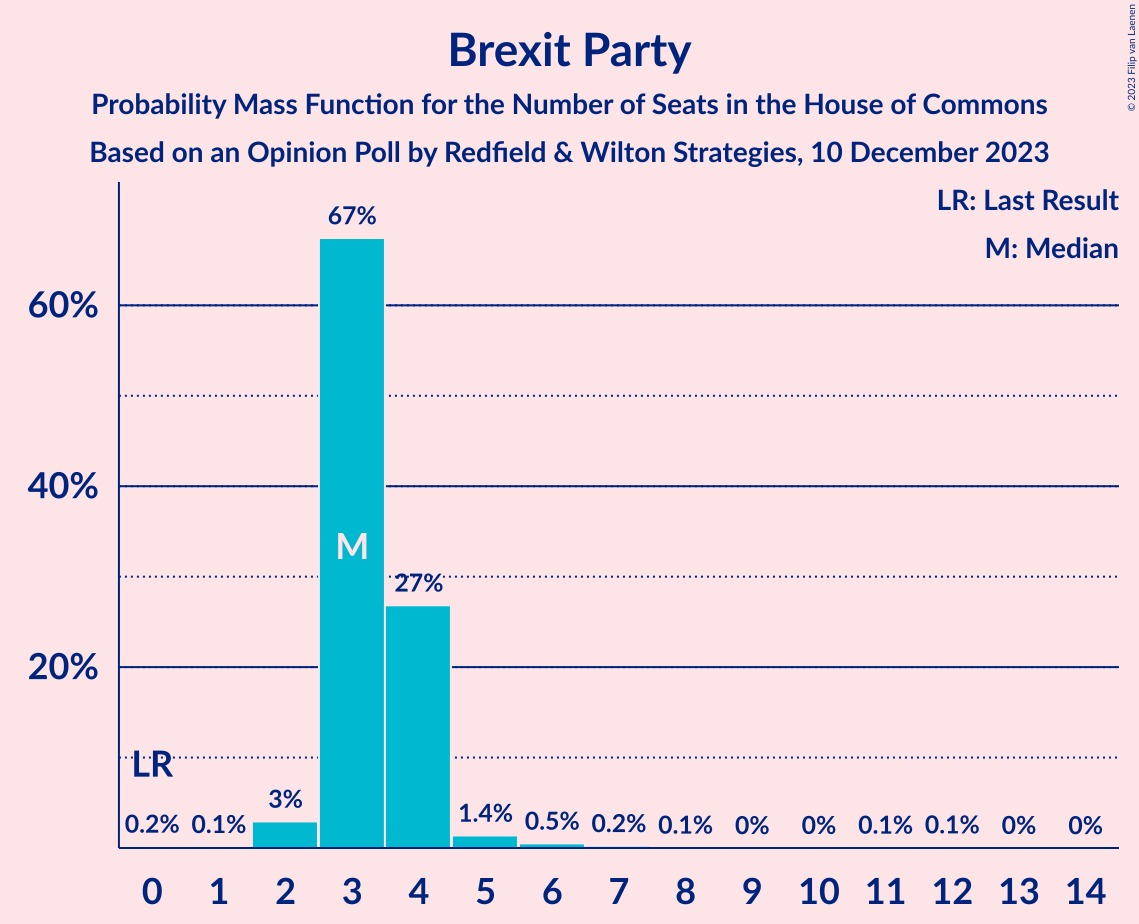 Brexit Party
Probability Mass Function for the Number of Seats in the House of Commons
Based on an Opinion Poll by Redfield & Wilton Strategies, 10 December 2023
© 2023 Filip van Laenen
LR: Last Result
M: Median
67%
60%
40%
M
27%
20%
LR
0.2% 0.1% 3% 1.4% 0.5% 0.2% 0.1% 0% 0% 0.1% 0.1% 0% 0%
0 1 2 3 4 5 6 7 8 9 10 11 12 13 14